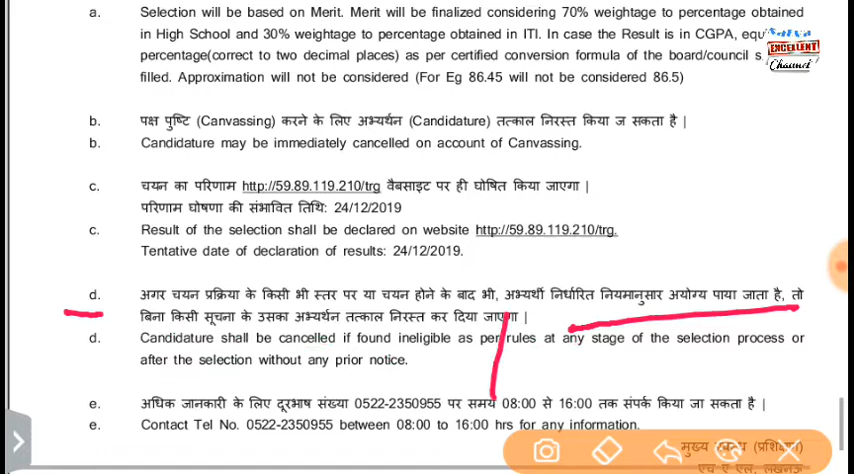 a. Selection will be based on Merit. Merit will be finalized considering 70% weightage to percentage obtained
in High School and 30% weightage to percentage obtained in ITI. In case the Result is in CGPA,
percentage(correct to two decimal places) as per certified conversion formula of the board/council
filled. Approximation will not be considered (For Eg 86.45 will not be considered 86.5)
EXCELLENT
Channel
b. पक्ष पुष्टि (Canvassing) करने के लिए अभ्यर्थन (Candidature) तत्काल निरस्त किया ज सकता है |
b. Candidature may be immediately cancelled on account of Canvassing.
c. चयन का परिणाम http://59.89.119.210/trg वैबसाइट पर ही घोषित किया जाएगा |
परिणाम घोषणा की संभावित तिथि: 24/12/2019
c. Result of the selection shall be declared on website http://59.89.119.210/trg.
Tentative date of declaration of results: 24/12/2019.
d. अगर चयन प्रक्रिया के किसी भी स्तर पर या चयन होने के बाद भी, अभ्यर्थी निर्धारित नियमानुसार अयोग्य पाया जाता है, तो
बिना किसी सूचना के उसका अभ्यर्थन तत्काल निरस्त कर दिया जाएगा |
d. Candidature shall be cancelled if found ineligible as per rules at any stage of the selection process or
after the selection without any prior notice.
e. अधिक जानकारी के लिए दूरभाष संख्या 0522-2350955 पर समय 08:00 से 16:00 तक संपर्क किया जा सकता है |
e. Contact Tel No. 0522-2350955 between 08:00 to 16:00 hrs for any information.
मुख्य